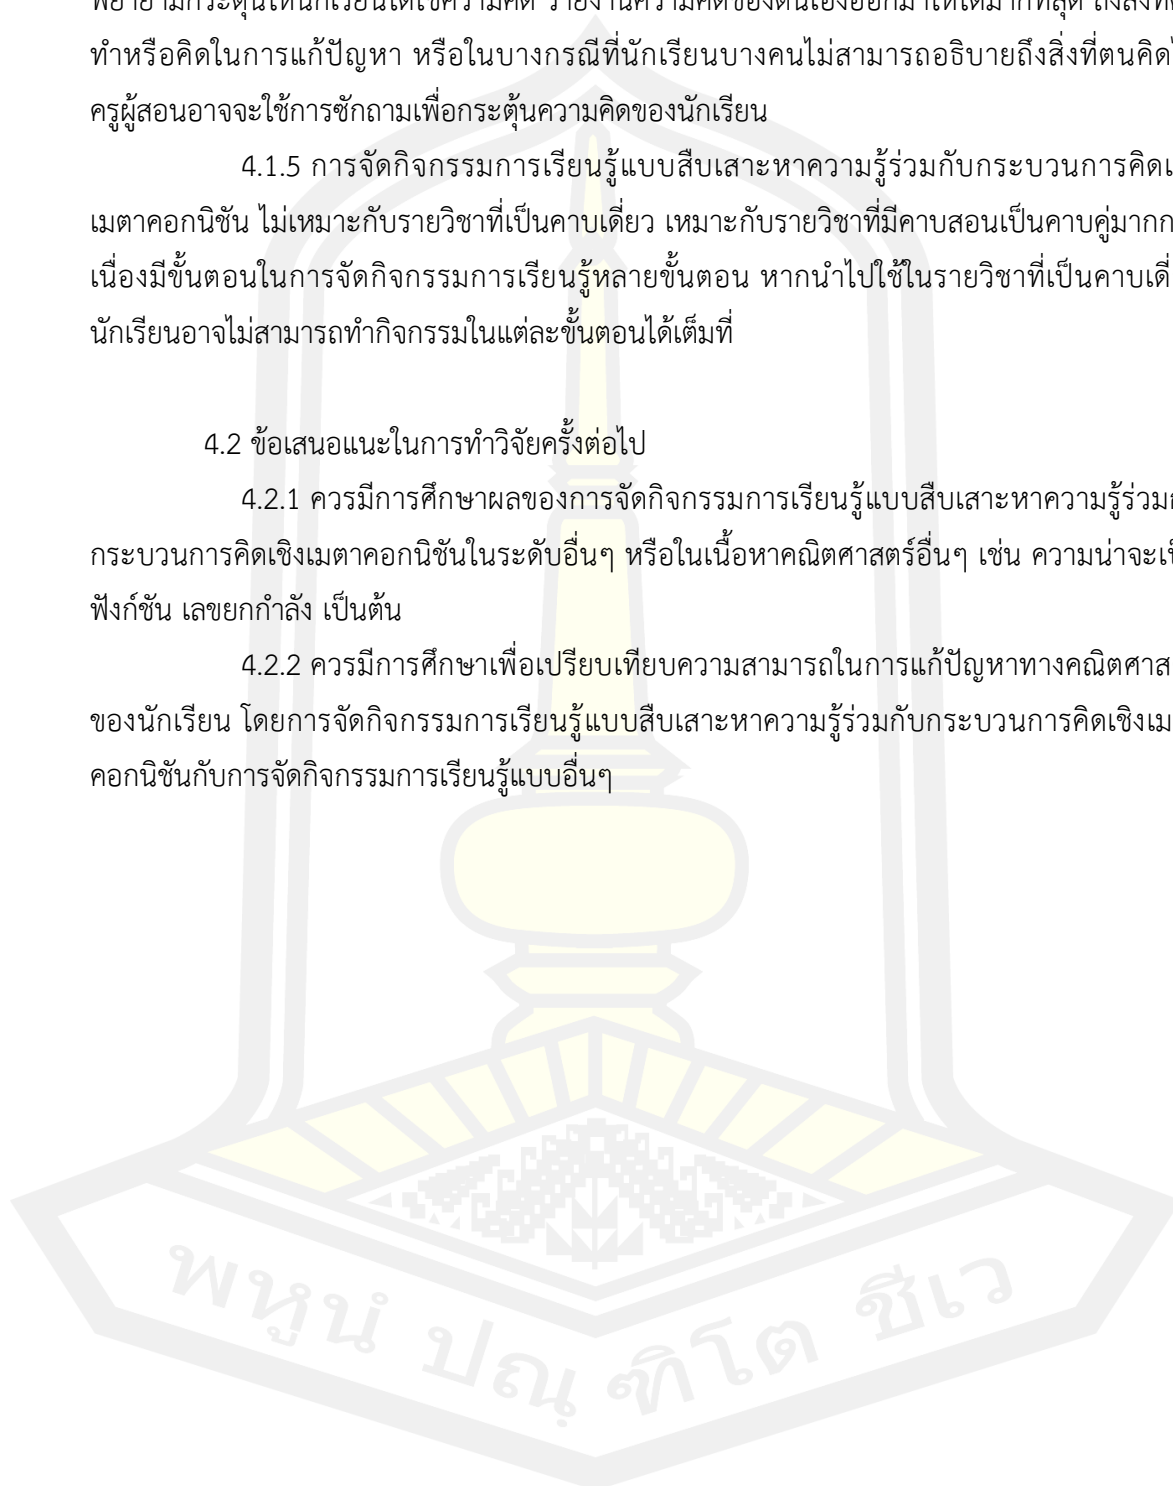 ทำหรือคิดในการแก้ปัญหา หรือในบางกรณีที่นักเรียนบางคนไม่สามารถอธิบายถึงสิ่งที่ตนคิด
ครูผู้สอนอาจจะใช้การซักถามเพื่อกระตุ้นความคิดของนักเรียน
4.1.5 การจัดกิจกรรมการเรียนรู้แบบสืบเสาะหาความรู้ร่วมกับกระบวนการคิด
เมตาคอกนิชัน ไม่เหมาะกับรายวิชาที่เป็นคาบเดี่ยว เหมาะกับรายวิชาที่มีคาบสอนเป็นคาบคู่มาก
เนื่องมีขั้นตอนในการจัดกิจกรรมการเรียนรู้หลายขั้นตอน หากนำไปใช้ในรายวิชาที่เป็นคาบ
นักเรียนอาจไม่สามารถทำกิจกรรมในแต่ละขั้นตอนได้เต็มที่
4.2 ข้อเสนอแนะในการทำวิจัยครั้งต่อไป
4.2.1 ควรมีการศึกษาผลของการจัดกิจกรรมการเรียนรู้แบบสืบเสาะหาความรู้ร่วม
กระบวนการคิดเชิงเมตาคอกนิชันในระดับอื่นๆ หรือในเนื้อหาคณิตศาสตร์อื่นๆ เช่น ความน่าจะ
ฟังก์ชัน เลขยกกำลัง เป็นต้น
4.2.2 ควรมีการศึกษาเพื่อเปรียบเทียบความสามารถในการแก้ปัญหาทางคณิตศาส
ของนักเรียน โดยการจัดกิจกรรมการเรียนรู้แบบสืบเสาะหาความรู้ร่วมกับกระบวนการคิดเชิงเม
คอกนิชันกับการจัดกิจกรรมการเรียนรู้แบบอื่นๆ
พหูนํ ปณฺฑิโต ชีเว